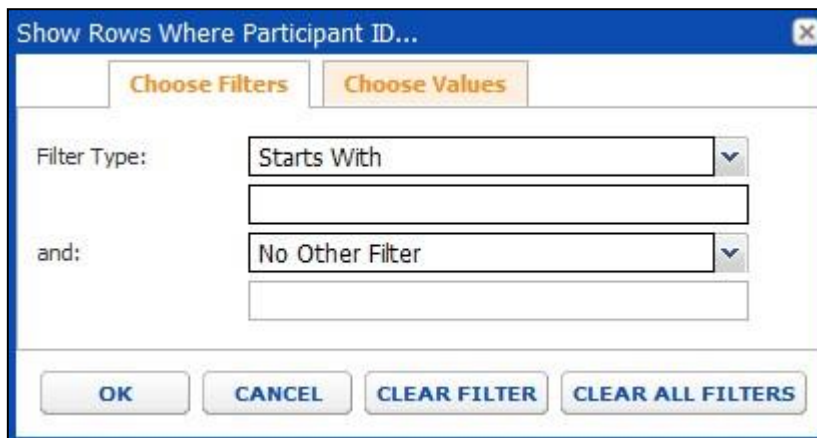 Show Rows Where Participant ID...
Choose Filters Choose Values
Filter Type: Starts With
and: No Other Filter
OK CANCEL CLEAR FILTER CLEAR ALL FILTERS